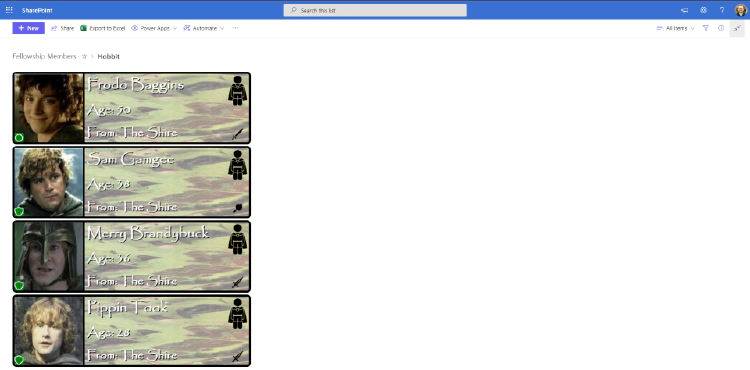 SharePoint
Search this list
?
+ New
Share
Export to Excel
Power Apps
Automate
...
All Items
Fellowship Members
> Hobbit
Frodo Baggins
Age: 50
From: The Shire
Sam Gamgee
Age: 38
From: The Shire
Merry Brandybuck
Age: 36
From: The Shire
Pippin Took
Age: 28
From: The Shire